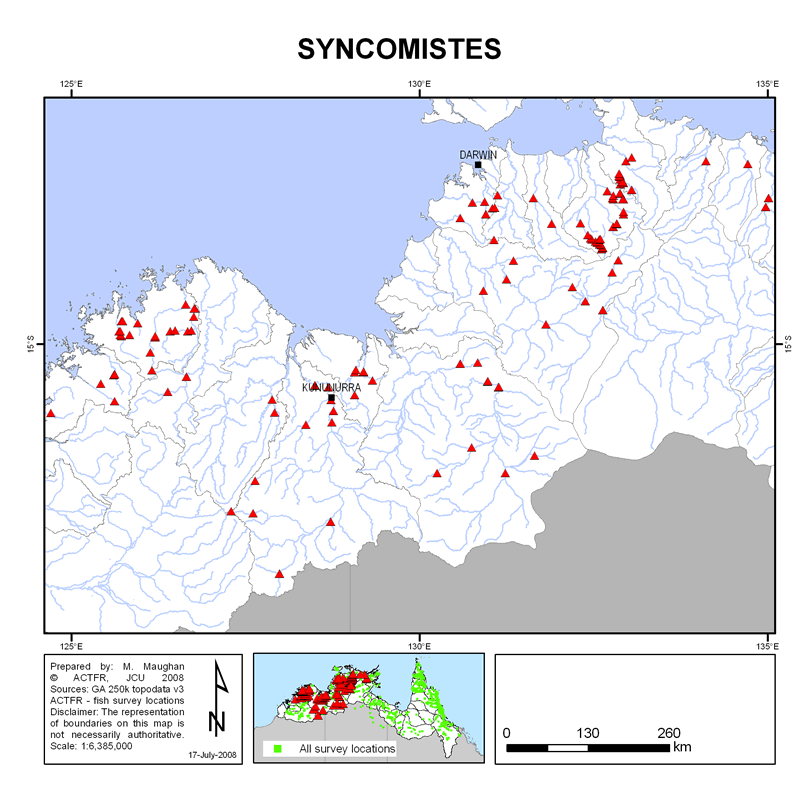 SYNCOMISTES
125°E
130°E
135°E
DARWIN
15°S
15°S
KUNUNURRA
125°E
130°E
135°E
Prepared by: M. Maughan
© ACTFR, JCU 2008
Sources: GA 250k topodata v3
ACTFR - fish survey locations
Disclaimer: The representation
of boundaries on this map is
not necessarily authoritative.
Scale: 1:6,385,000
17-July-2008
N
All survey locations
0 130 260
km